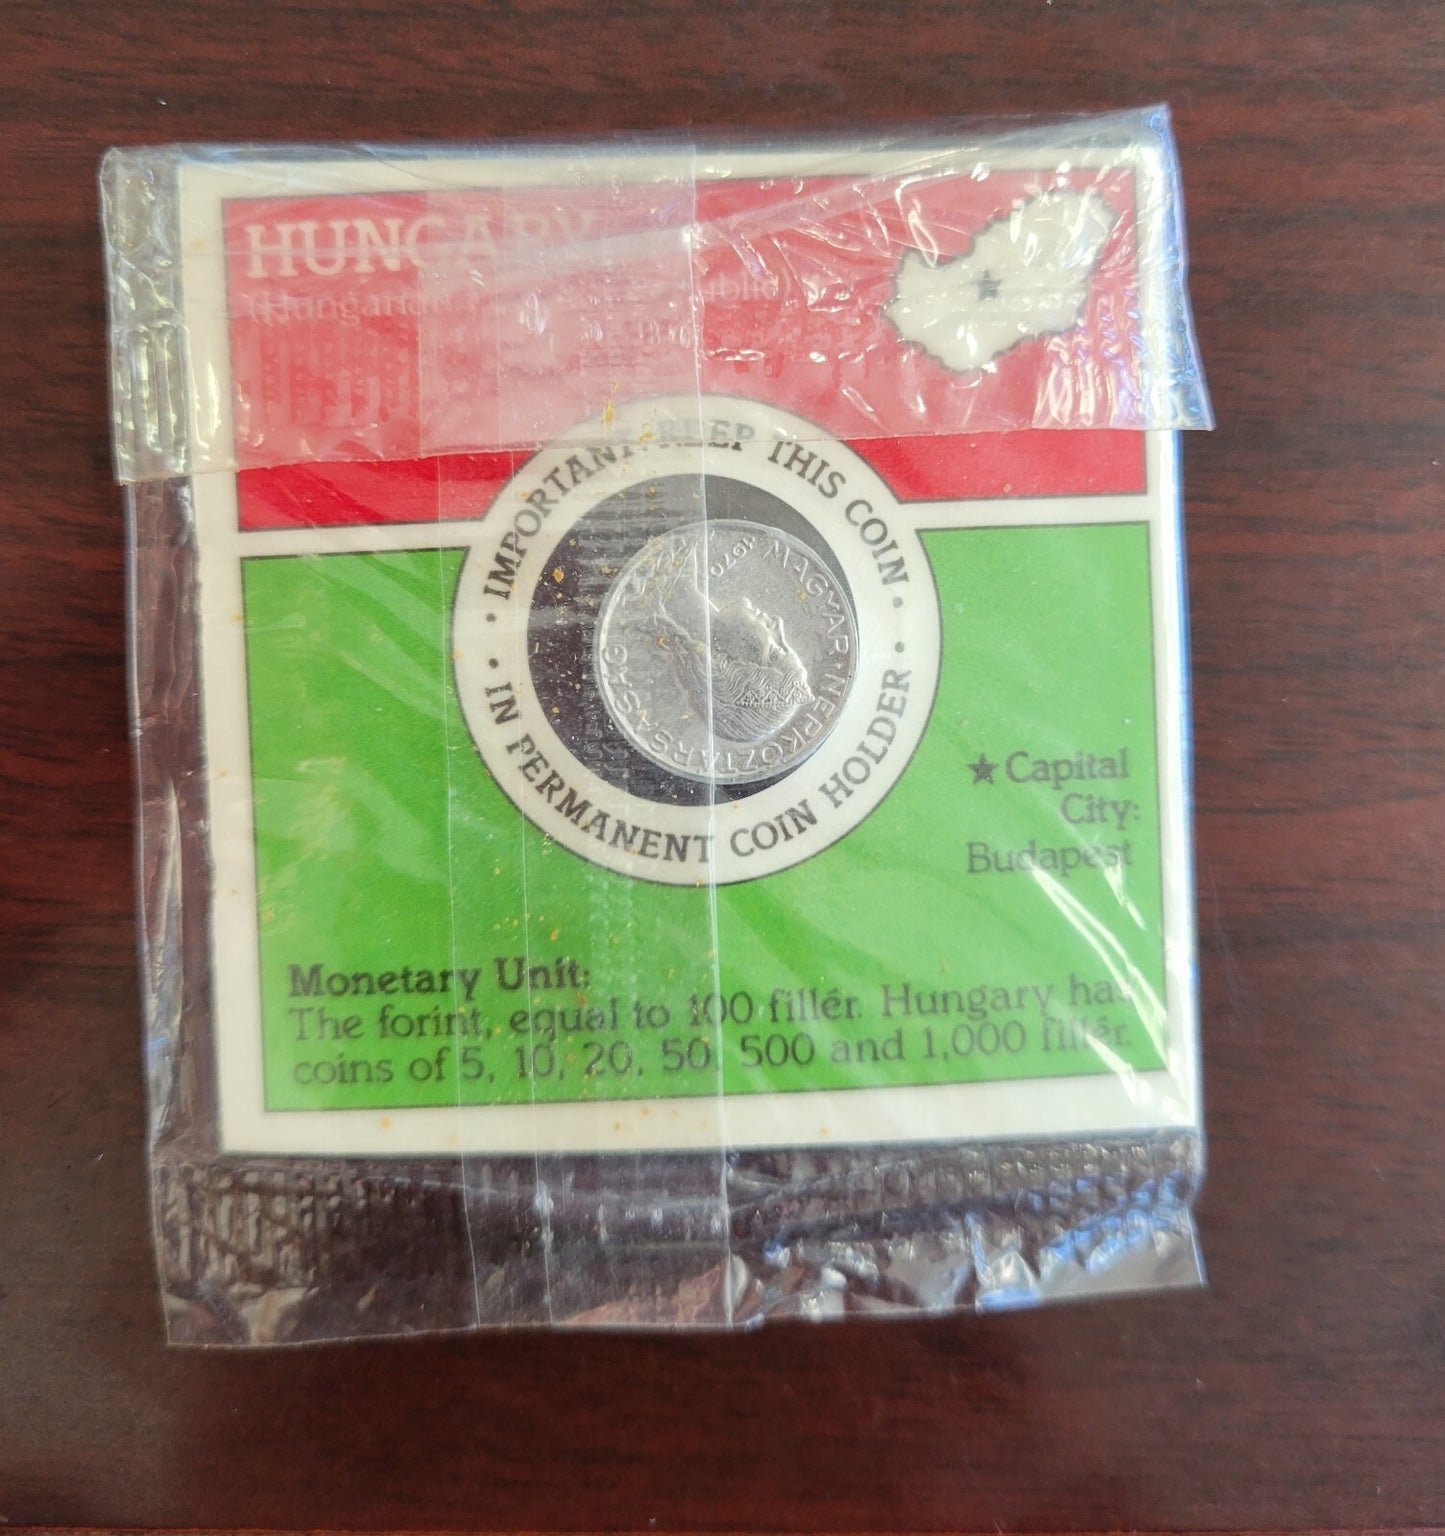 HUNGARY
(Hungarian
IMPORTANT: KEEP THIS COIN
• IN PERMANENT COIN HOLDER •
1970
MAGYAR • NÉPKÖZTÁRSASÁG
★ Capital
City:
Budapest
Monetary Unit:
The forint, equal to 100 fillér. Hungary has
coins of 5, 10, 20, 50, 500 and 1,000 fillér.